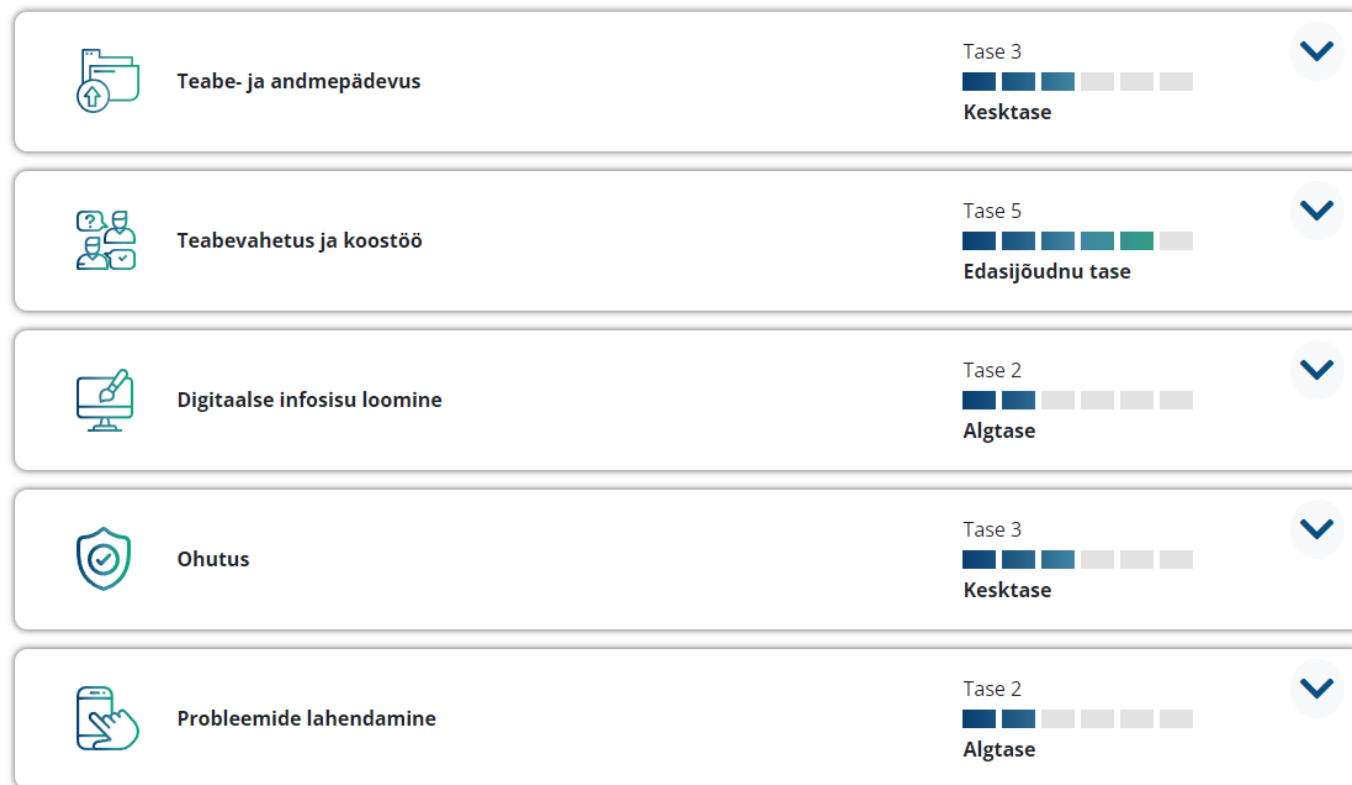 Teabe- ja andmepädevus
Tase 3
Kesktase
Teabevahetus ja koostöö
Tase 5
Edasijõudnu tase
Digitaalse infosisu loomine
Tase 2
Algtase
Ohutus
Tase 3
Kesktase
Probleemide lahendamine
Tase 2
Algtase